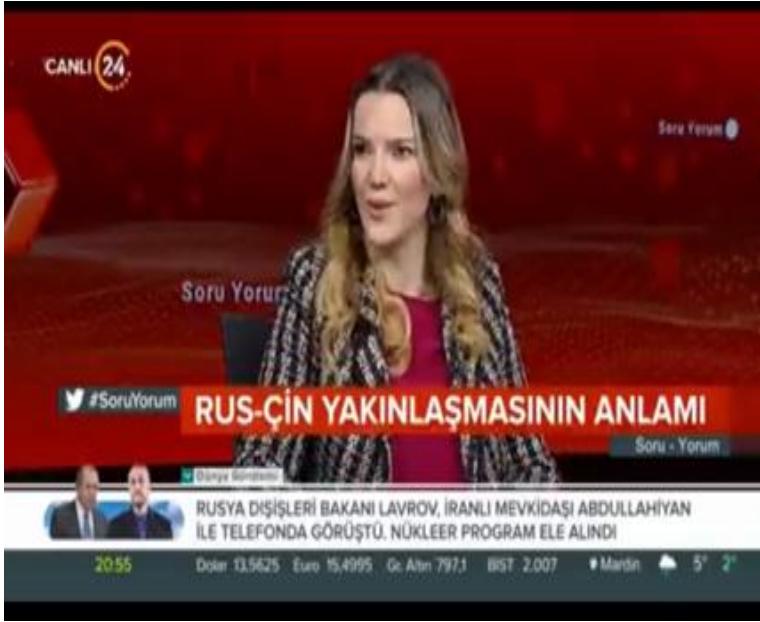 CANLI 24
Soru Yorum
Soru Yorum
#SoruYorum
RUS-ÇİN YAKINLAŞMASININ ANLAMI
Soru - Yorum
Dünya Gündemi
RUSYA DIŞİŞLERİ BAKANI LAVROV, İRANLI MEVKİDAŞI ABDULLAHİYAN
İLE TELEFONDA GÖRÜŞTÜ. NÜKLEER PROGRAM ELE ALINDI
20:55 Dolar 13,5625 Euro 15,4995 Gr. Altın 797,1 BIST 2.007 Mardin 5° 2°